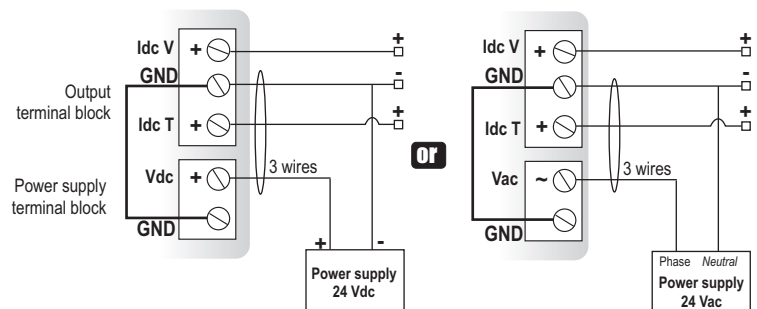 Idc V + +
GND -
Output
terminal block
Idc T + +
3 wires
Vdc +
Power supply
terminal block
GND
+ -
Power supply
24 Vdc
or
Idc V + +
GND -
Idc T + +
3 wires
Vac ~
GND
Phase Neutral
Power supply
24 Vac